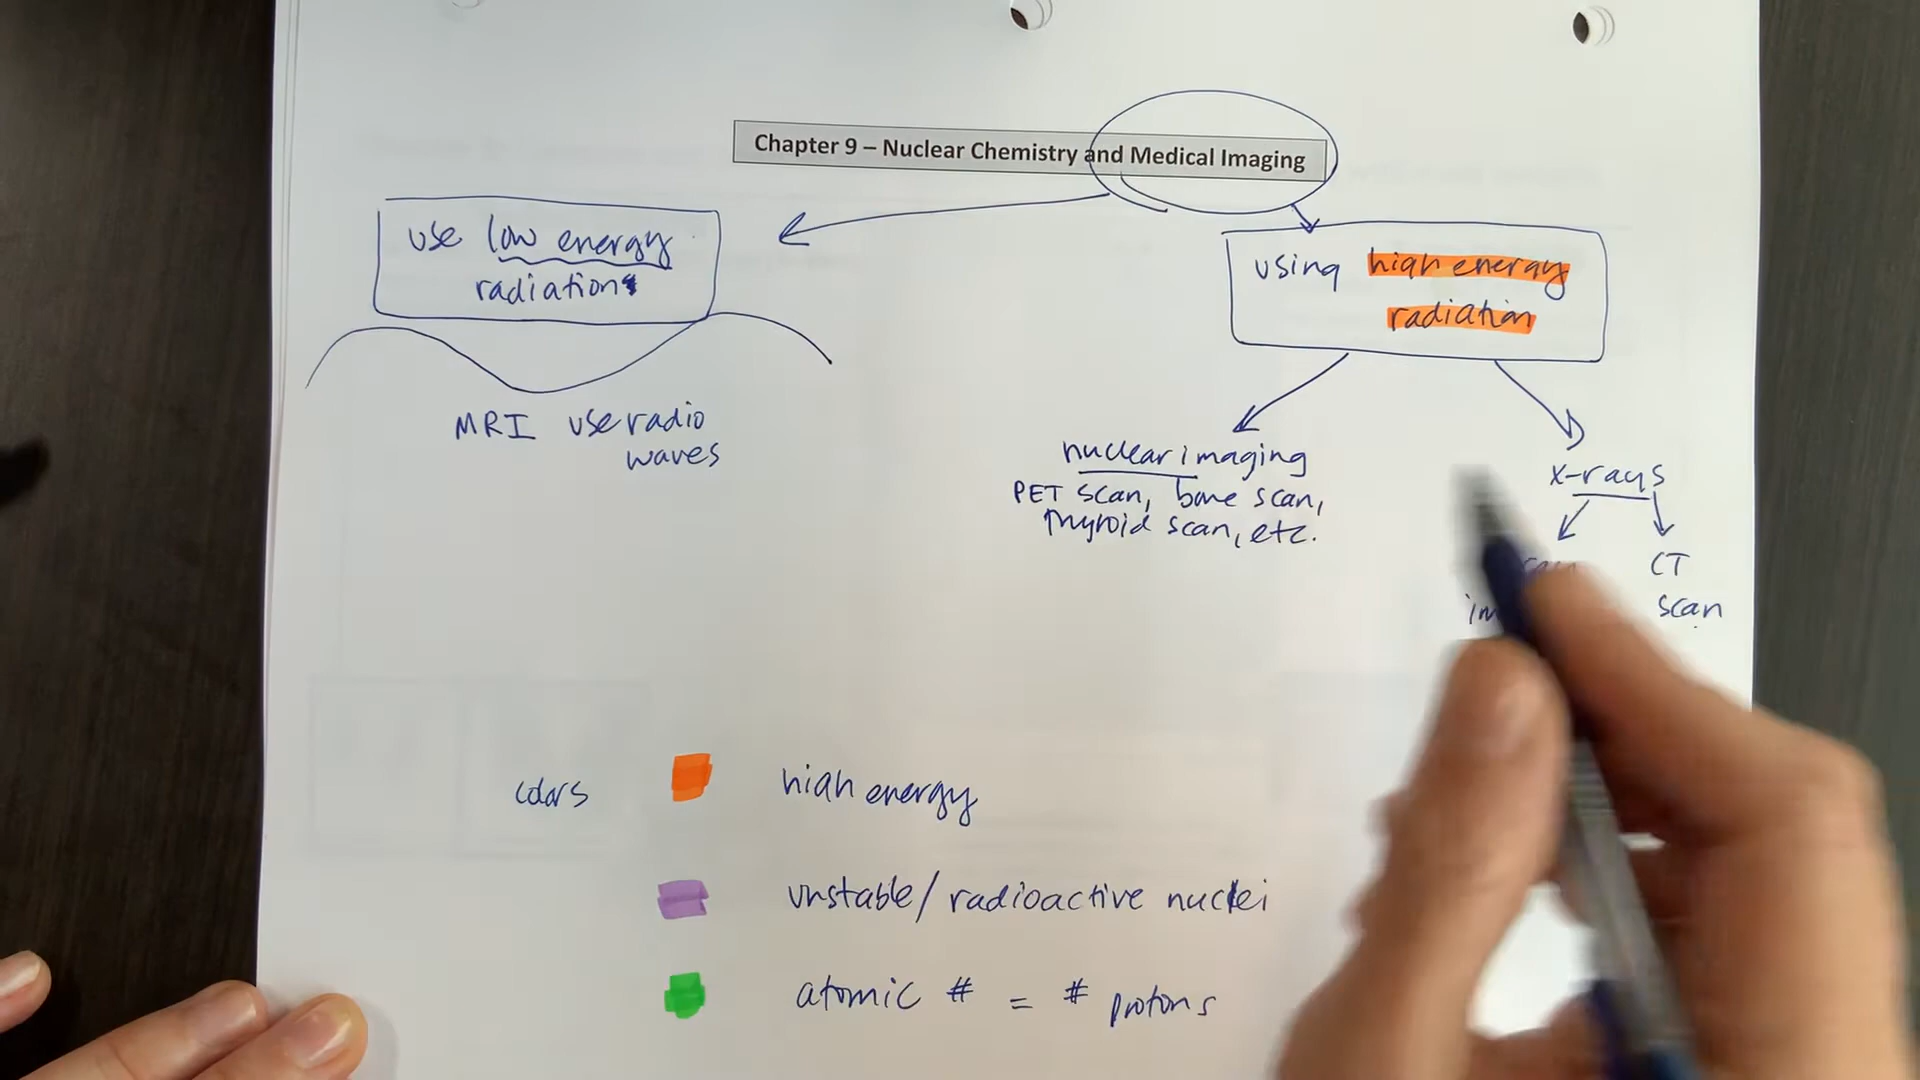 Chapter 9 – Nuclear Chemistry and Medical Imaging
use low energy
radiation
using high energy
radiation
MRI use radio
waves
nuclear imaging
PET scan, bone scan,
Thyroid scan, etc.
x-rays
CT
scan
colors
high energy
unstable/radioactive nuclei
atomic # = # protons